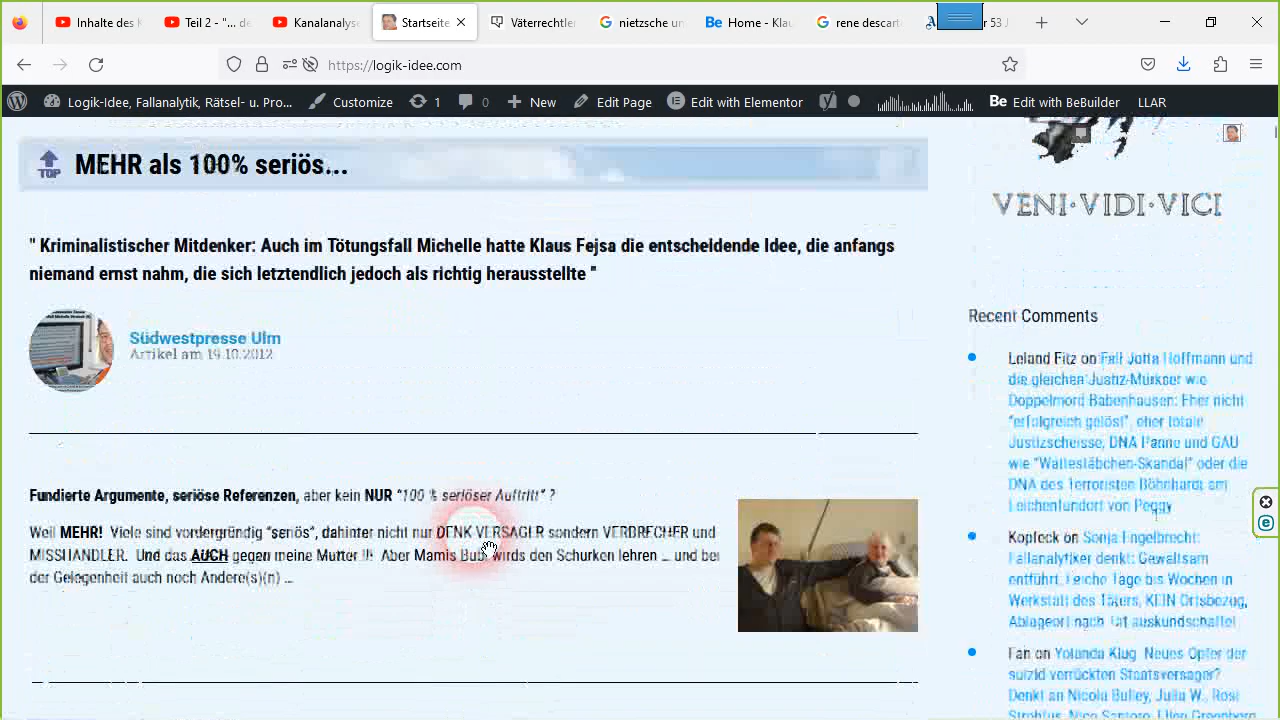 Inhalte des K
Teil 2 - "... de
Kanalanalyse
Startseite
Väterrechtler
nietzsche un
Home - Klau
rene descart
53 J
https://logik-idee.com
Logik-Idee, Fallanalytik, Rätsel- u. Pro...
Customize
1
0
New
Edit Page
Edit with Elementor
Be Edit with BeBuilder
LLAR
TOP
MEHR als 100% seriös...
VENI·VIDI·VICI
" Kriminalistischer Mitdenker: Auch im Tötungsfall Michelle hatte Klaus Fejsa die entscheidende Idee, die anfangs
niemand ernst nahm, die sich letztendlich jedoch als richtig herausstellte "
Südwestpresse Ulm
Artikel am 19.10.2012
Fundierte Argumente, seriöse Referenzen, aber kein NUR "100 % seriöser Auftritt" ?
Weil MEHR! Viele sind vordergründig "seriös", dahinter nicht nur DENK VERSAGER sondern VERBRECHER und
MISSHANDLER. Und das AUCH gegen meine Mutter !!! Aber Mamis Bub wirds den Schurken lehren ... und bei
der Gelegenheit auch noch Andere(s)(n) ...
Recent Comments
Leland Fitz on Fall Jutta Hoffmann und
die gleichen Justiz-Murkser wie
Doppelmord Babenhausen: Eher nicht
"erfolgreich gelöst", eher totale
Justizscheisse, DNA Panne und GAU
wie "Wattestäbchen-Skandal" oder die
DNA des Terroristen Böhnhardt am
Leichenfundort von Peggy
Kopfeck on Sonja Engelbrecht:
Fallanalytiker denkt: Gewaltsam
entführt, Leiche Tage bis Wochen in
Werkstatt des Täters, KEIN Ortsbezug,
Ablageort nach Tat auskundschaftet
Fan on Yolanda Klug. Neues Opfer der
suizid verrückten Staatsversager?
Denkt an Nicola Bulley, Julia W., Rosi
Strohfus, Nico Santoro, Ellen Greenberg